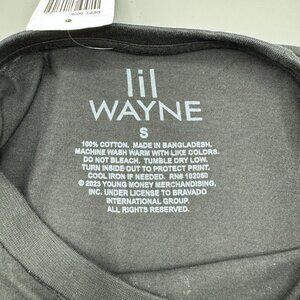 lil
WAYNE
S
100% COTTON. MADE IN BANGLADESH.
MACHINE WASH WARM WITH LIKE COLORS.
DO NOT BLEACH. TUMBLE DRY LOW.
TURN INSIDE OUT TO PROTECT PRINT.
COOL IRON IF NEEDED. RN# 102050
© 2023 YOUNG MONEY MERCHANDISING,
INC. UNDER LICENSE TO BRAVADO
INTERNATIONAL GROUP.
ALL RIGHTS RESERVED.